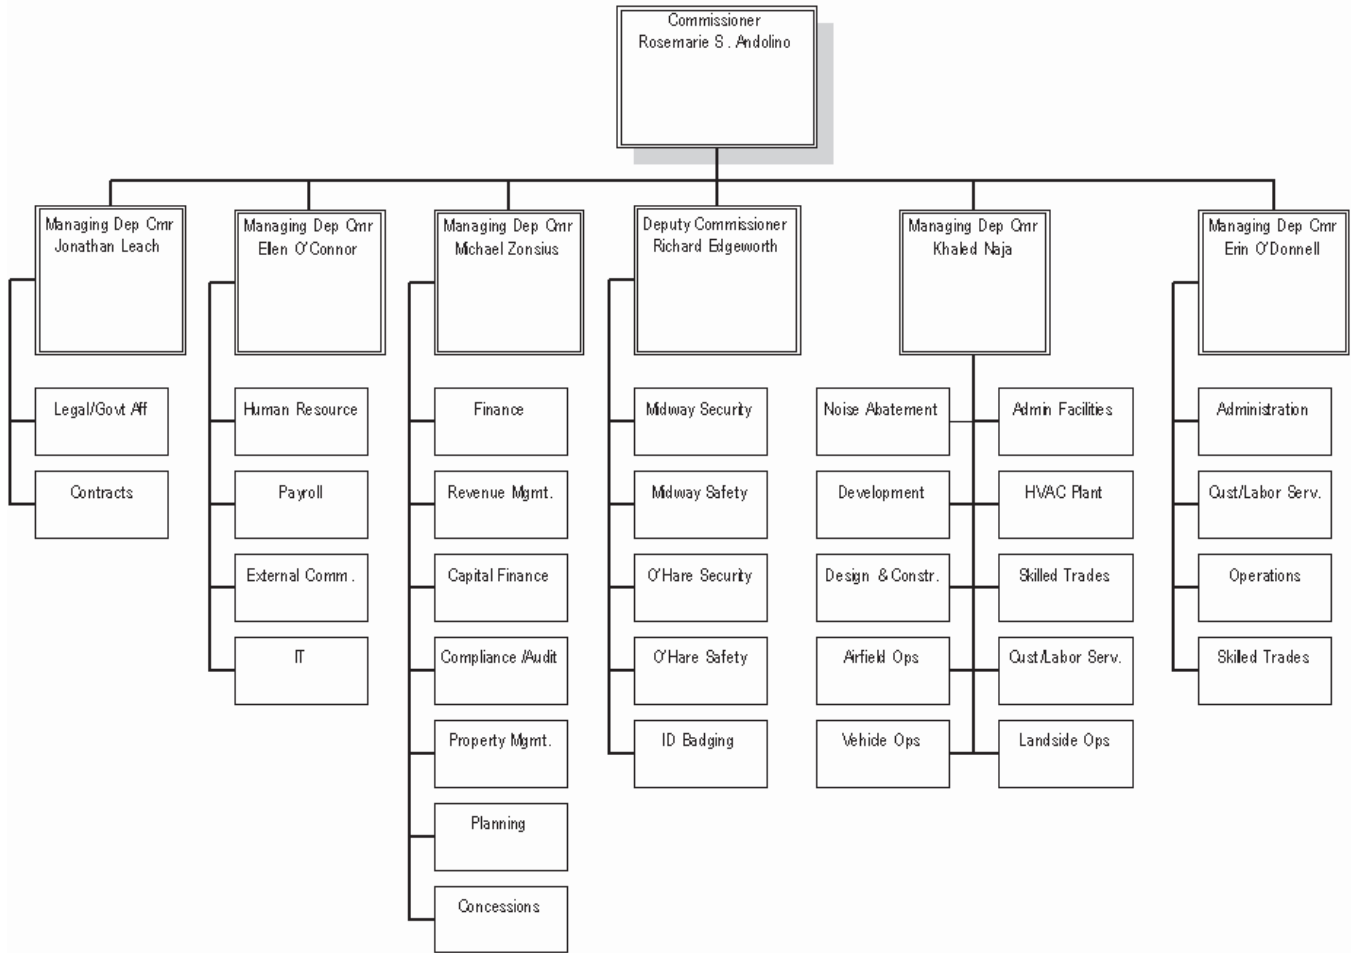 Commissioner
Rosemarie S. Andolino
Managing Dep Cmr
Jonathan Leach
Managing Dep Cmr
Ellen O'Connor
Managing Dep Cmr
Michael Zonsius
Deputy Commissioner
Richard Edgeworth
Managing Dep Cmr
Khaled Naja
Managing Dep Cmr
Erin O'Donnell
Legal/Govt Aff
Contracts
Human Resource
Payroll
External Comm.
IT
Finance
Revenue Mgmt.
Capital Finance
Compliance /Audit
Property Mgmt.
Planning
Concessions
Midway Security
Midway Safety
O'Hare Security
O'Hare Safety
ID Badging
Noise Abatement
Development
Design & Constr.
Airfield Ops
Vehicle Ops
Admin Facilities
HVAC Plant
Skilled Trades
Cust/Labor Serv.
Landside Ops
Administration
Cust/Labor Serv.
Operations
Skilled Trades